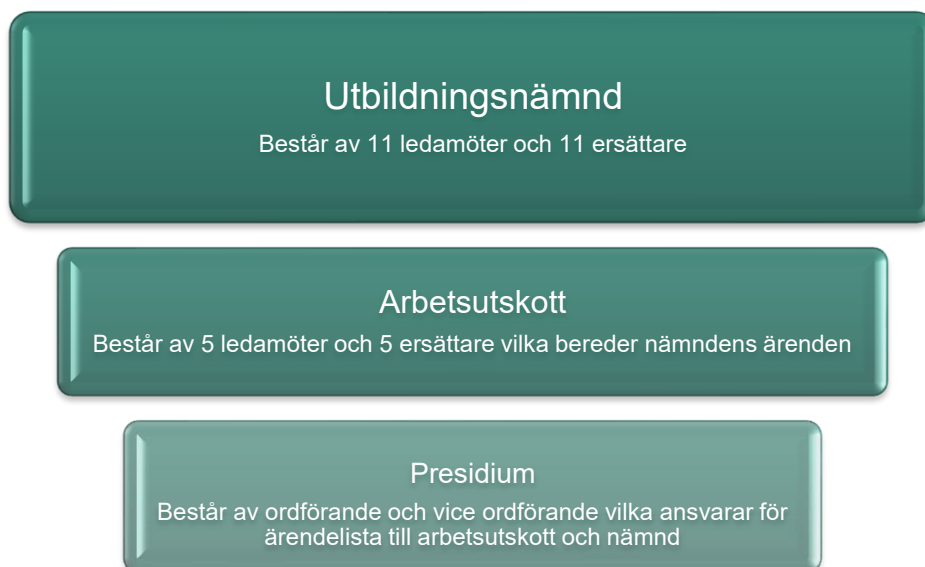 Utbildningsnämnd
Består av 11 ledamöter och 11 ersättare
Arbetsutskott
Består av 5 ledamöter och 5 ersättare vilka bereder nämndens ärenden
Presidium
Består av ordförande och vice ordförande vilka ansvarar för
ärendelista till arbetsutskott och nämnd